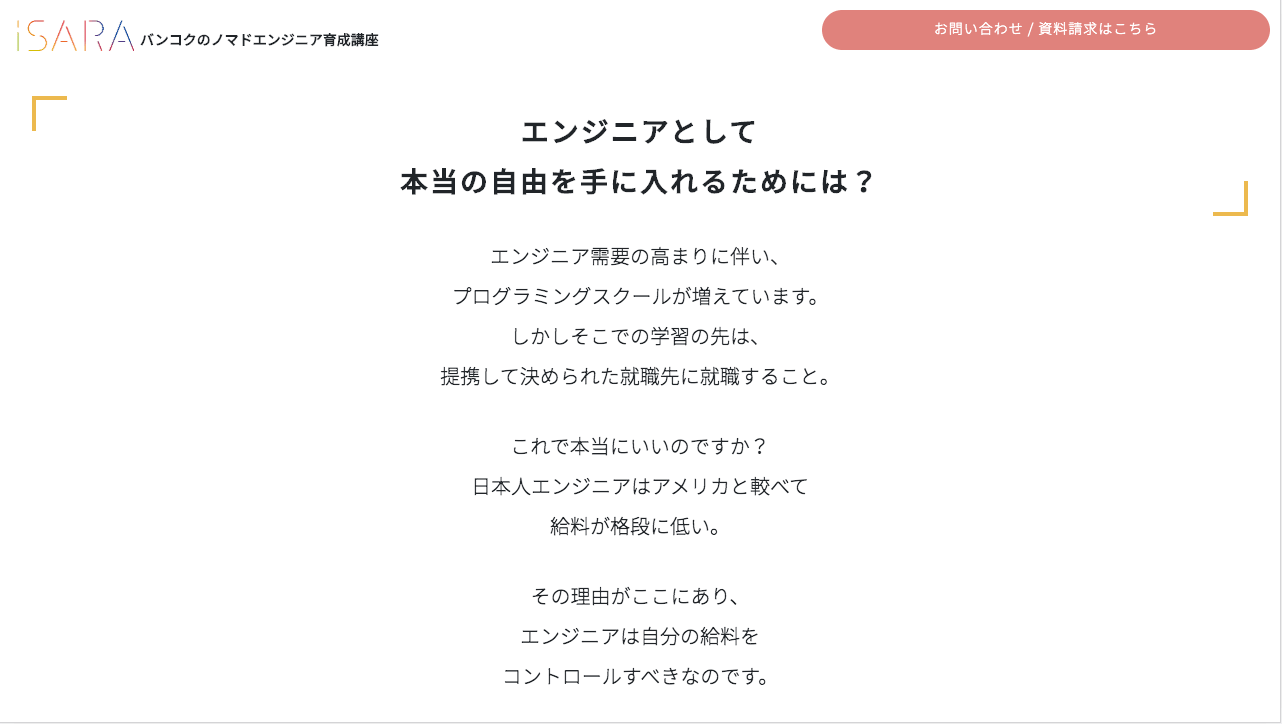 iSARA バンコクのノマドエンジニア育成講座
お問い合わせ / 資料請求はこちら
エンジニアとして
本当の自由を手に入れるためには？
エンジニア需要の高まりに伴い、
プログラミングスクールが増えています。
しかしそこでの学習の先は、
提携して決められた就職先に就職すること。
これで本当にいいのですか？
日本人エンジニアはアメリカと較べて
給料が格段に低い。
その理由がここにあり、
エンジニアは自分の給料を
コントロールすべきなのです。